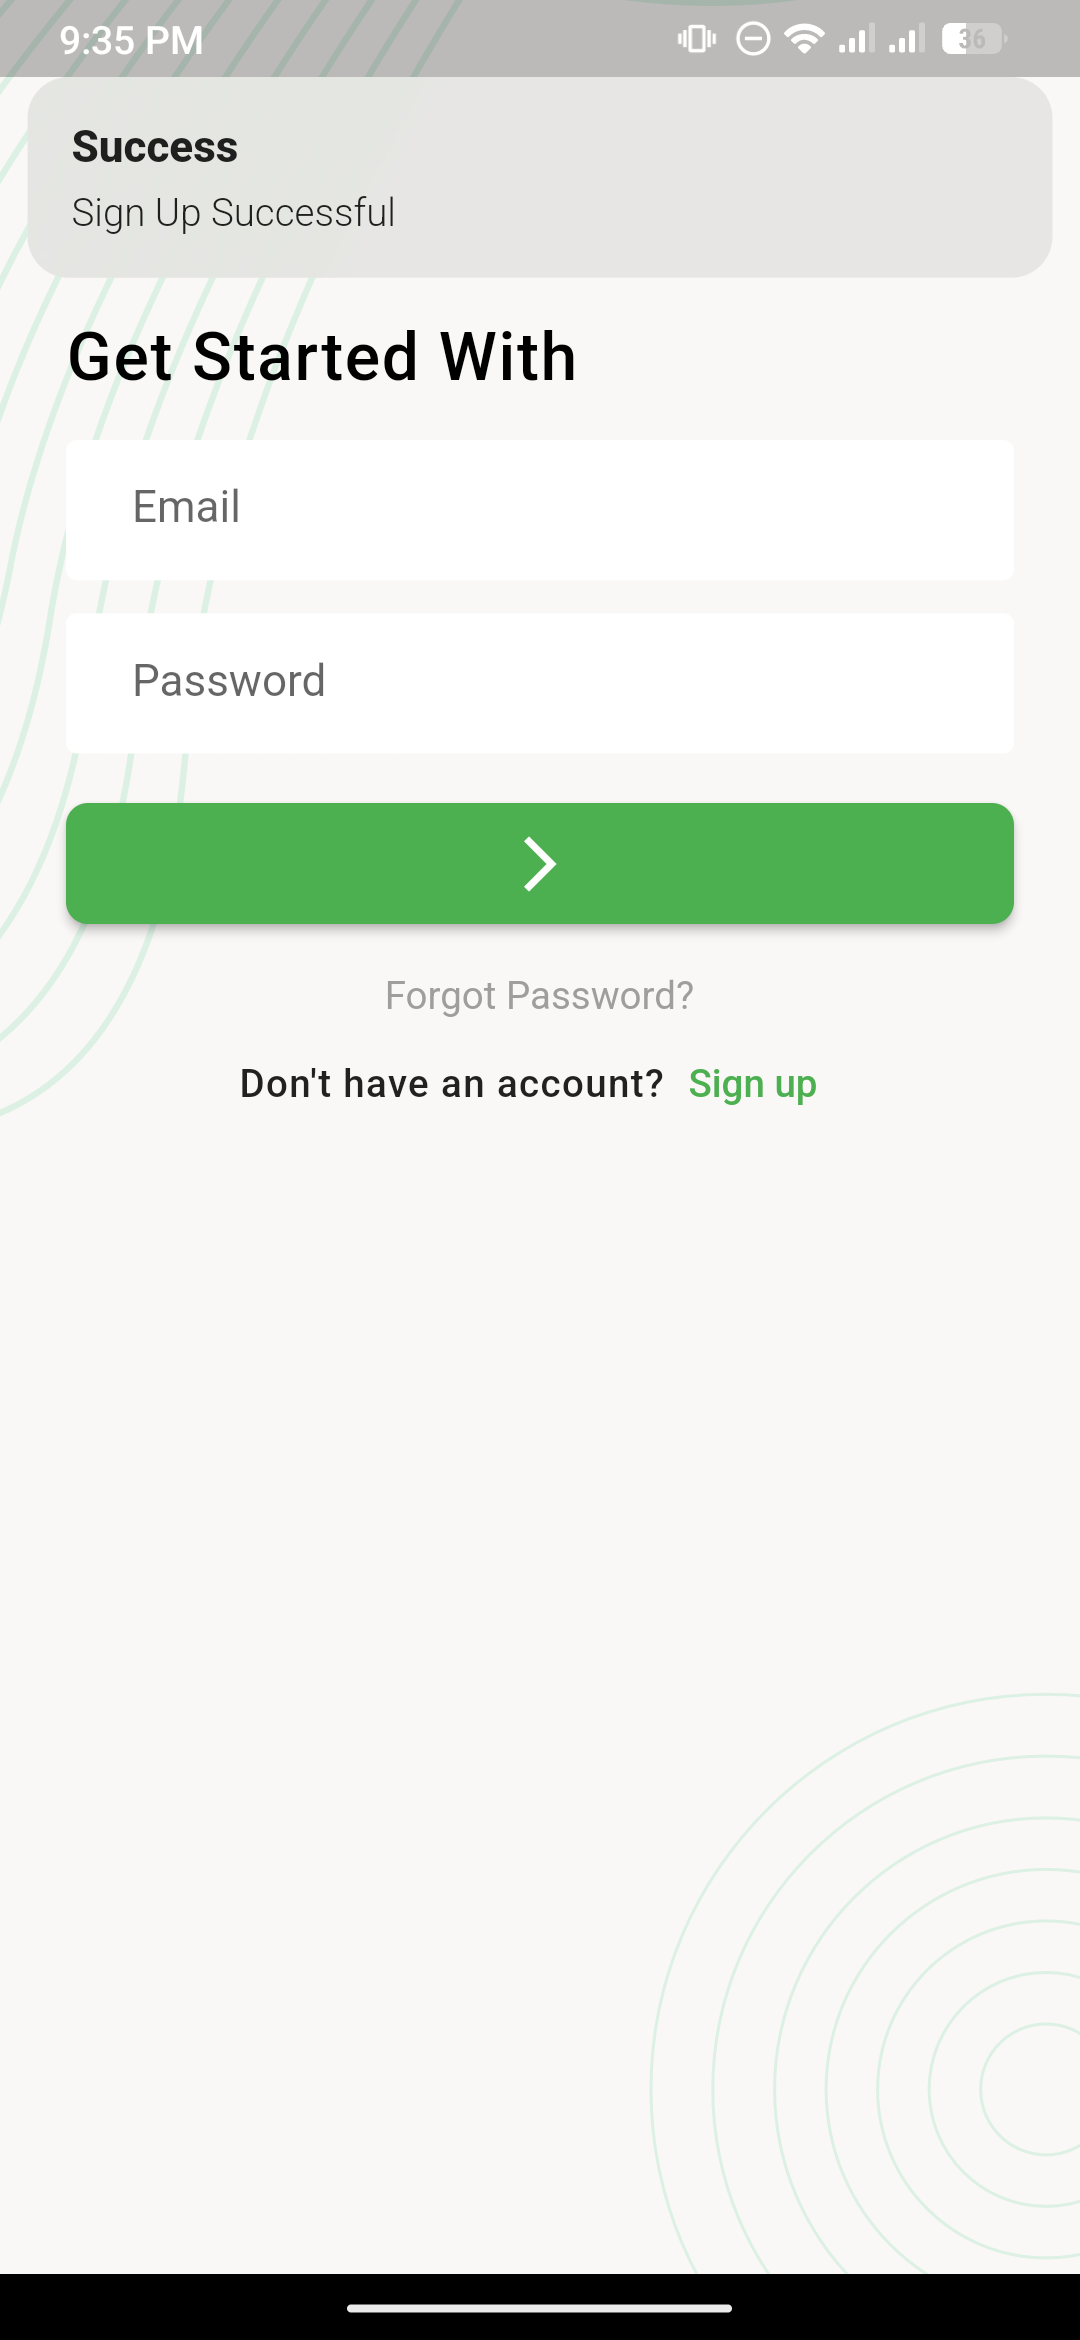 9:35 PM
36
Success
Sign Up Successful
Get Started With
Email
Password
Forgot Password?
Don't have an account? Sign up